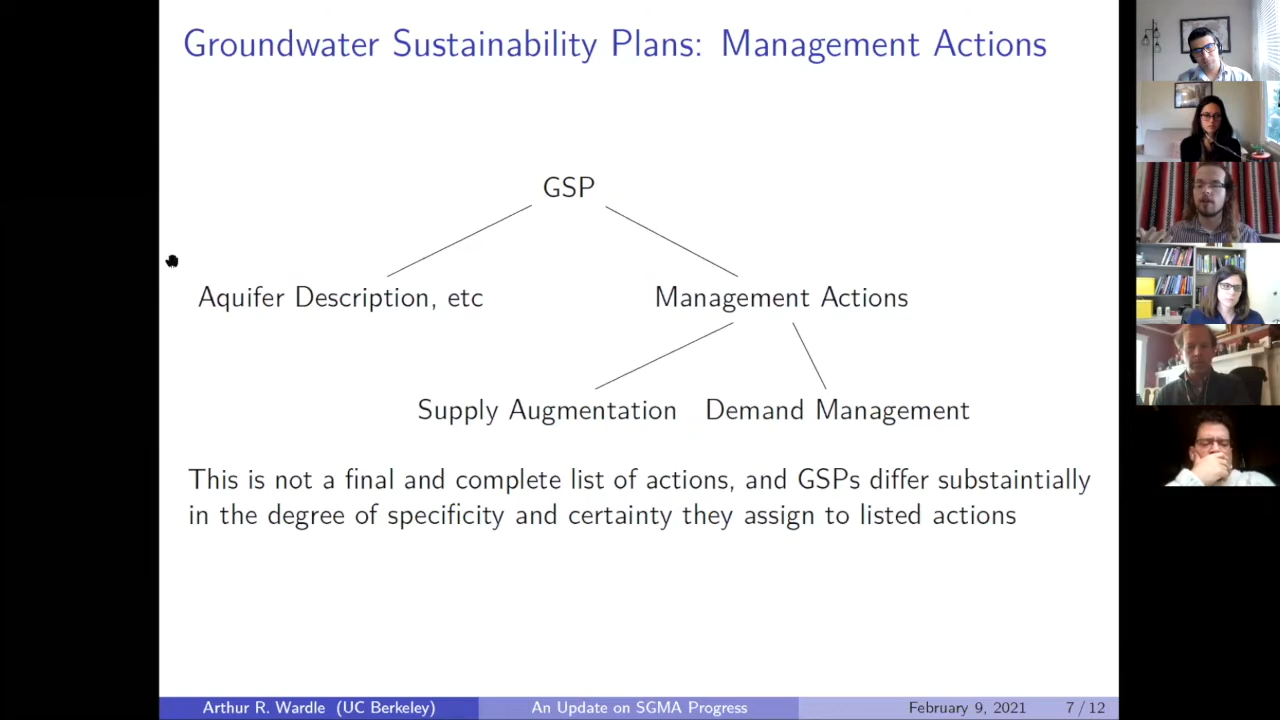 Groundwater Sustainability Plans: Management Actions
GSP
Aquifer Description, etc
Management Actions
Supply Augmentation
Demand Management
This is not a final and complete list of actions, and GSPs differ substaintially
in the degree of specificity and certainty they assign to listed actions
Arthur R. Wardle (UC Berkeley)
An Update on SGMA Progress
February 9, 2021
7 / 12